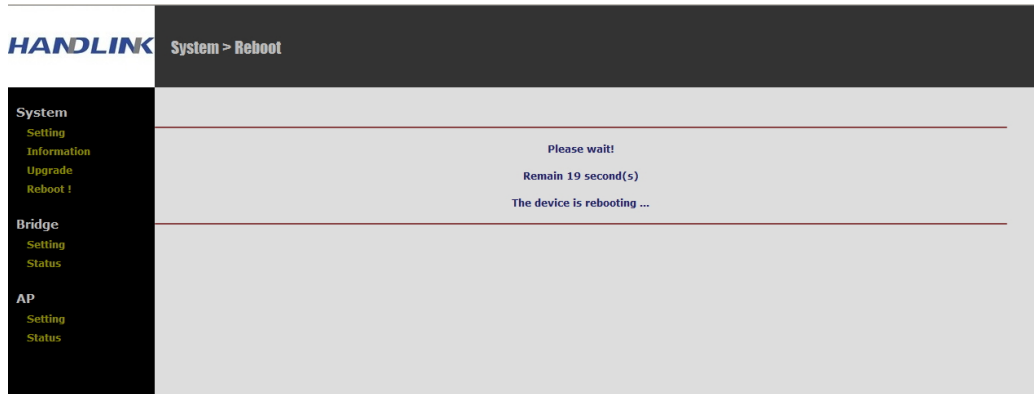 HANDLINK
System > Reboot
System
Setting
Information
Upgrade
Reboot !
Bridge
Setting
Status
AP
Setting
Status
Please wait!
Remain 19 second(s)
The device is rebooting ...